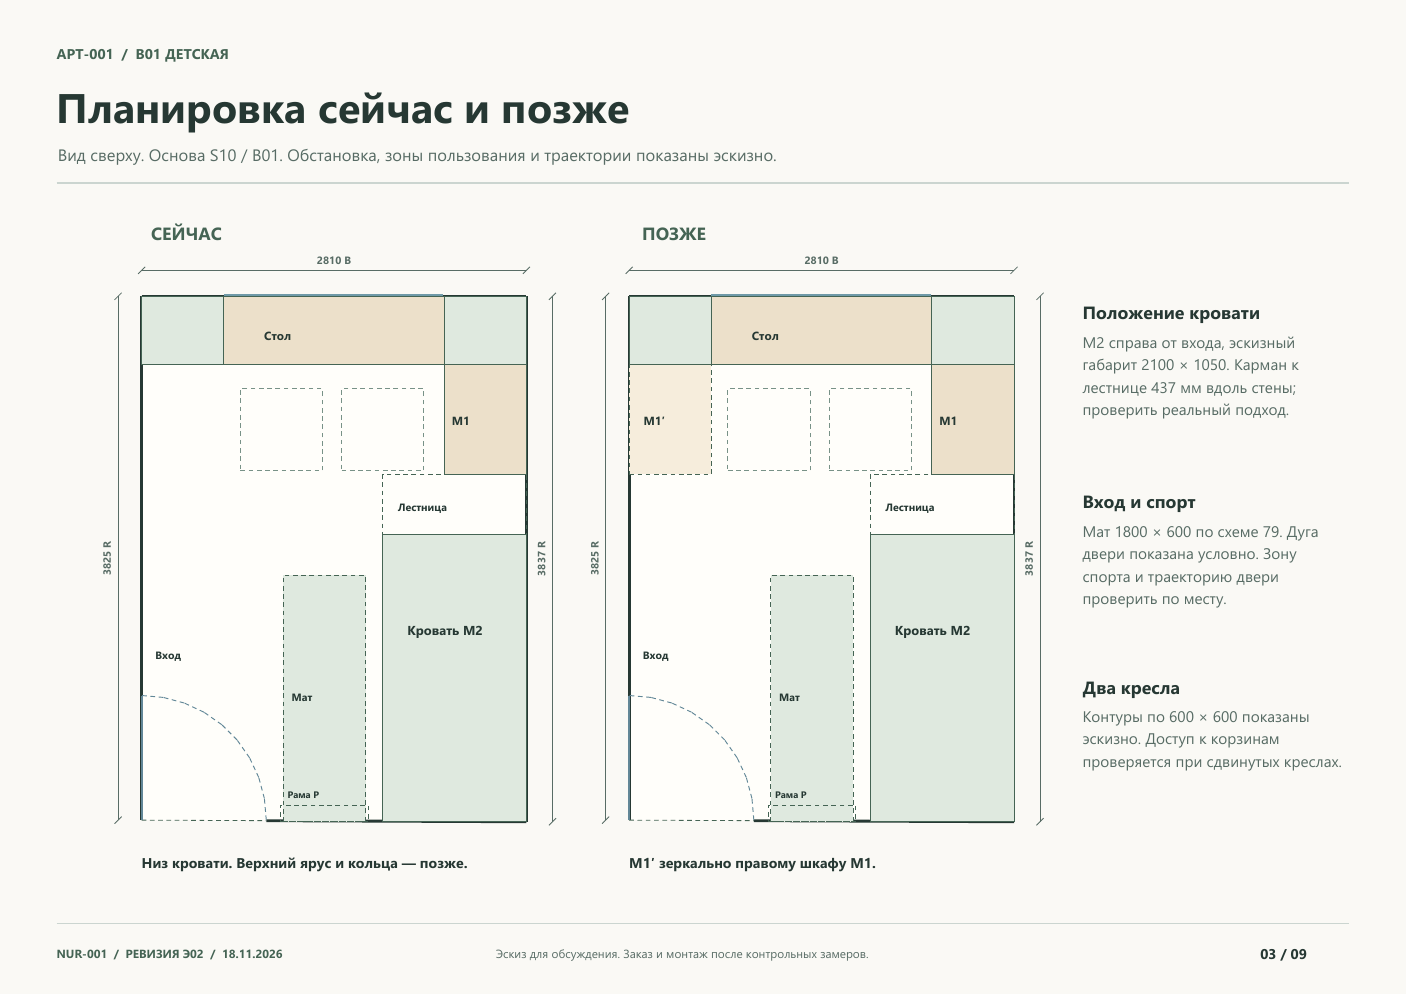 АРТ-001 / В01 ДЕТСКАЯ
Планировка сейчас и позже
Вид сверху. Основа S10 / B01. Обстановка, зоны пользования и траектории показаны эскизно.
СЕЙЧАС
2810 В
Стол
М1
Лестница
3825 R
3837 R
Кровать М2
Вход
Мат
Рама Р
Низ кровати. Верхний ярус и кольца — позже.
ПОЗЖЕ
2810 В
Стол
М1′
М1
Лестница
3825 R
3837 R
Кровать М2
Вход
Мат
Рама Р
М1′ зеркально правому шкафу М1.
Положение кровати
М2 справа от входа, эскизный
габарит 2100 × 1050. Карман к
лестнице 437 мм вдоль стены;
проверить реальный подход.
Вход и спорт
Мат 1800 × 600 по схеме 79. Дуга
двери показана условно. Зону
спорта и траекторию двери
проверить по месту.
Два кресла
Контуры по 600 × 600 показаны
эскизно. Доступ к корзинам
проверяется при сдвинутых креслах.
NUR-001 / РЕВИЗИЯ Э02 / 18.11.2026
Эскиз для обсуждения. Заказ и монтаж после контрольных замеров.
03 / 09